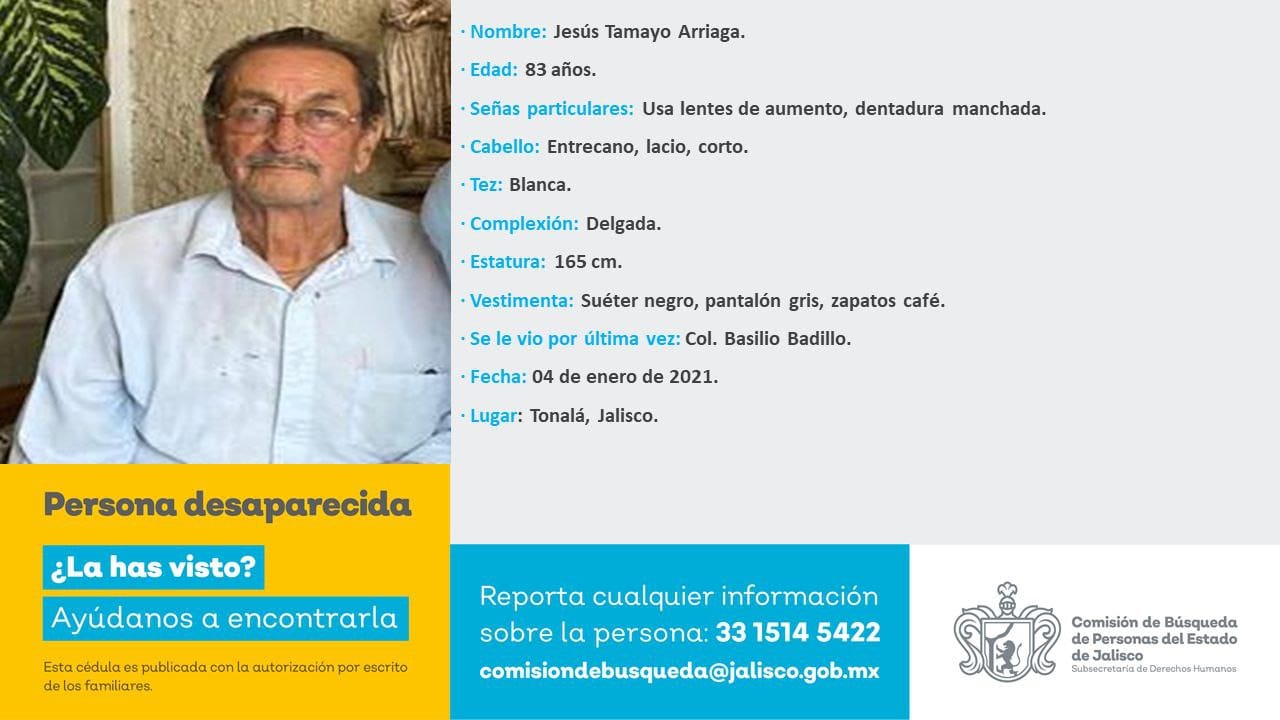 · Nombre: Jesús Tamayo Arriaga.
· Edad: 83 años.
· Señas particulares: Usa lentes de aumento, dentadura manchada.
· Cabello: Entrecano, lacio, corto.
· Tez: Blanca.
· Complexión: Delgada.
· Estatura: 165 cm.
· Vestimenta: Suéter negro, pantalón gris, zapatos café.
· Se le vio por última vez: Col. Basilio Badillo.
· Fecha: 04 de enero de 2021.
· Lugar: Tonalá, Jalisco.
Persona desaparecida
¿La has visto?
Ayúdanos a encontrarla
Esta cédula es publicada con la autorización por escrito
de los familiares.
Reporta cualquier información
sobre la persona: 33 1514 5422
comisiondebusqueda@jalisco.gob.mx
Comisión de Búsqueda
de Personas del Estado
de Jalisco
Subsecretaría de Derechos Humanos